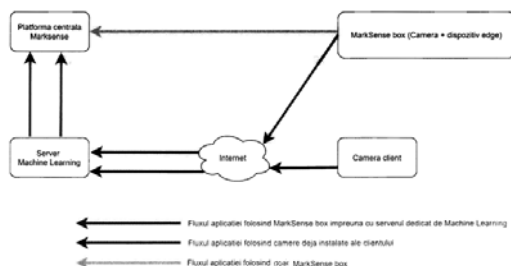 Platforma centrala
Marksense
MarkSense box (Camera + dispozitiv edge)
Server
Machine Learning
Internet
Camera client
Fluxul aplicatiei folosind MarkSense box impreuna cu serverul dedicat de Machine Learning
Fluxul aplicatiei folosind camere deja instalate ale clientului
Fluxul aplicatiei folosind doar MarkSense box